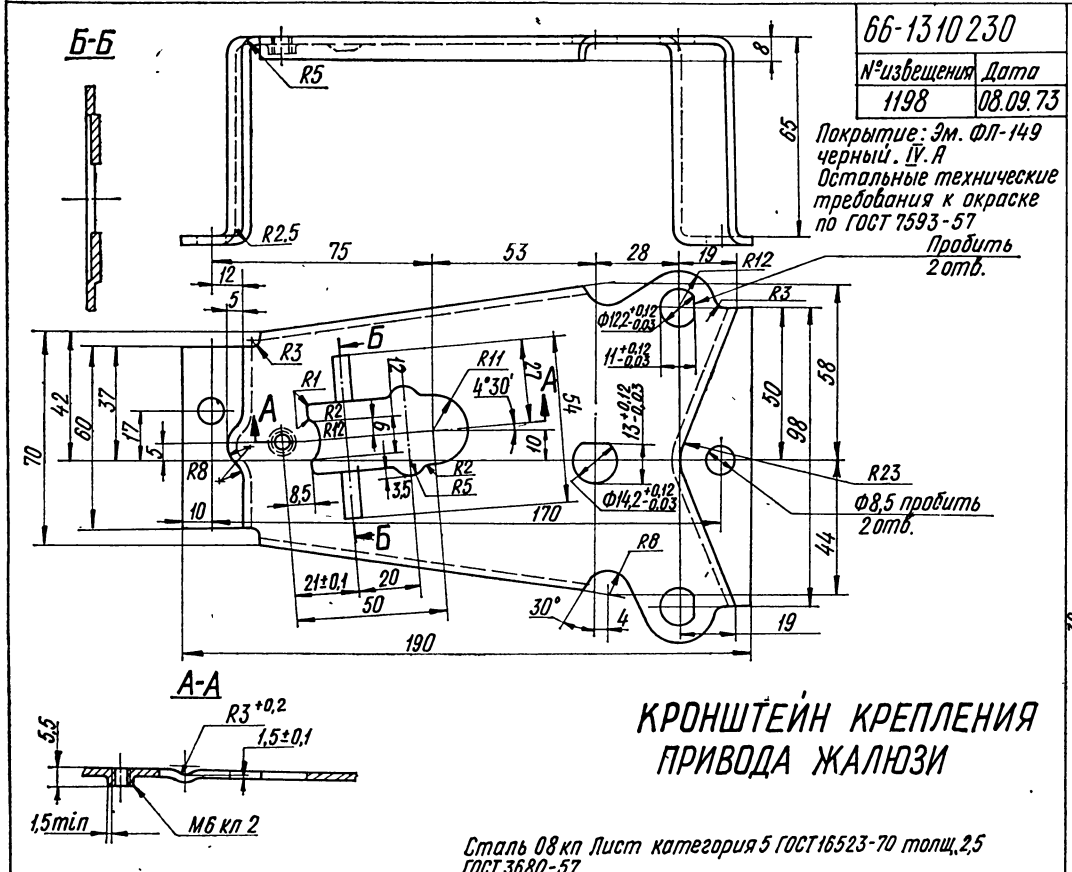 Б-Б
R5
8
65
R2,5
66-1310230
№извещения Дата
1198 08.09.73
Покрытие: Эм. ФЛ-149
черный. IV. А
Остальные технические
требования к окраске
по ГОСТ 7593-57
Пробить
2 отв.
75 53 28 19
R12
12
5
R3
Б
R3
Ф12,2+0,12-0,03
11+0,12-0,03
R1
12
27
R11
4°30'
А
А
54
58
50
98
70 42 60 37 17 5
R2
R12
6
10
13+0,12-0,03
R8
8,5
3,5
R2
R5
Ф14,2+0,12-0,03
R23
Ф8,5 пробить
2 отв.
10
170
Б
44
R8
21±0,1 20
50
30°
4
19
190
А-А
R3+0,2
1,5±0,1
5,5
1,5min
М6 кл 2
КРОНШТЕЙН КРЕПЛЕНИЯ
ПРИВОДА ЖАЛЮЗИ
Сталь 08 кп Лист категория 5 ГОСТ16523-70 толщ. 2,5
ГОСТ 3680-57